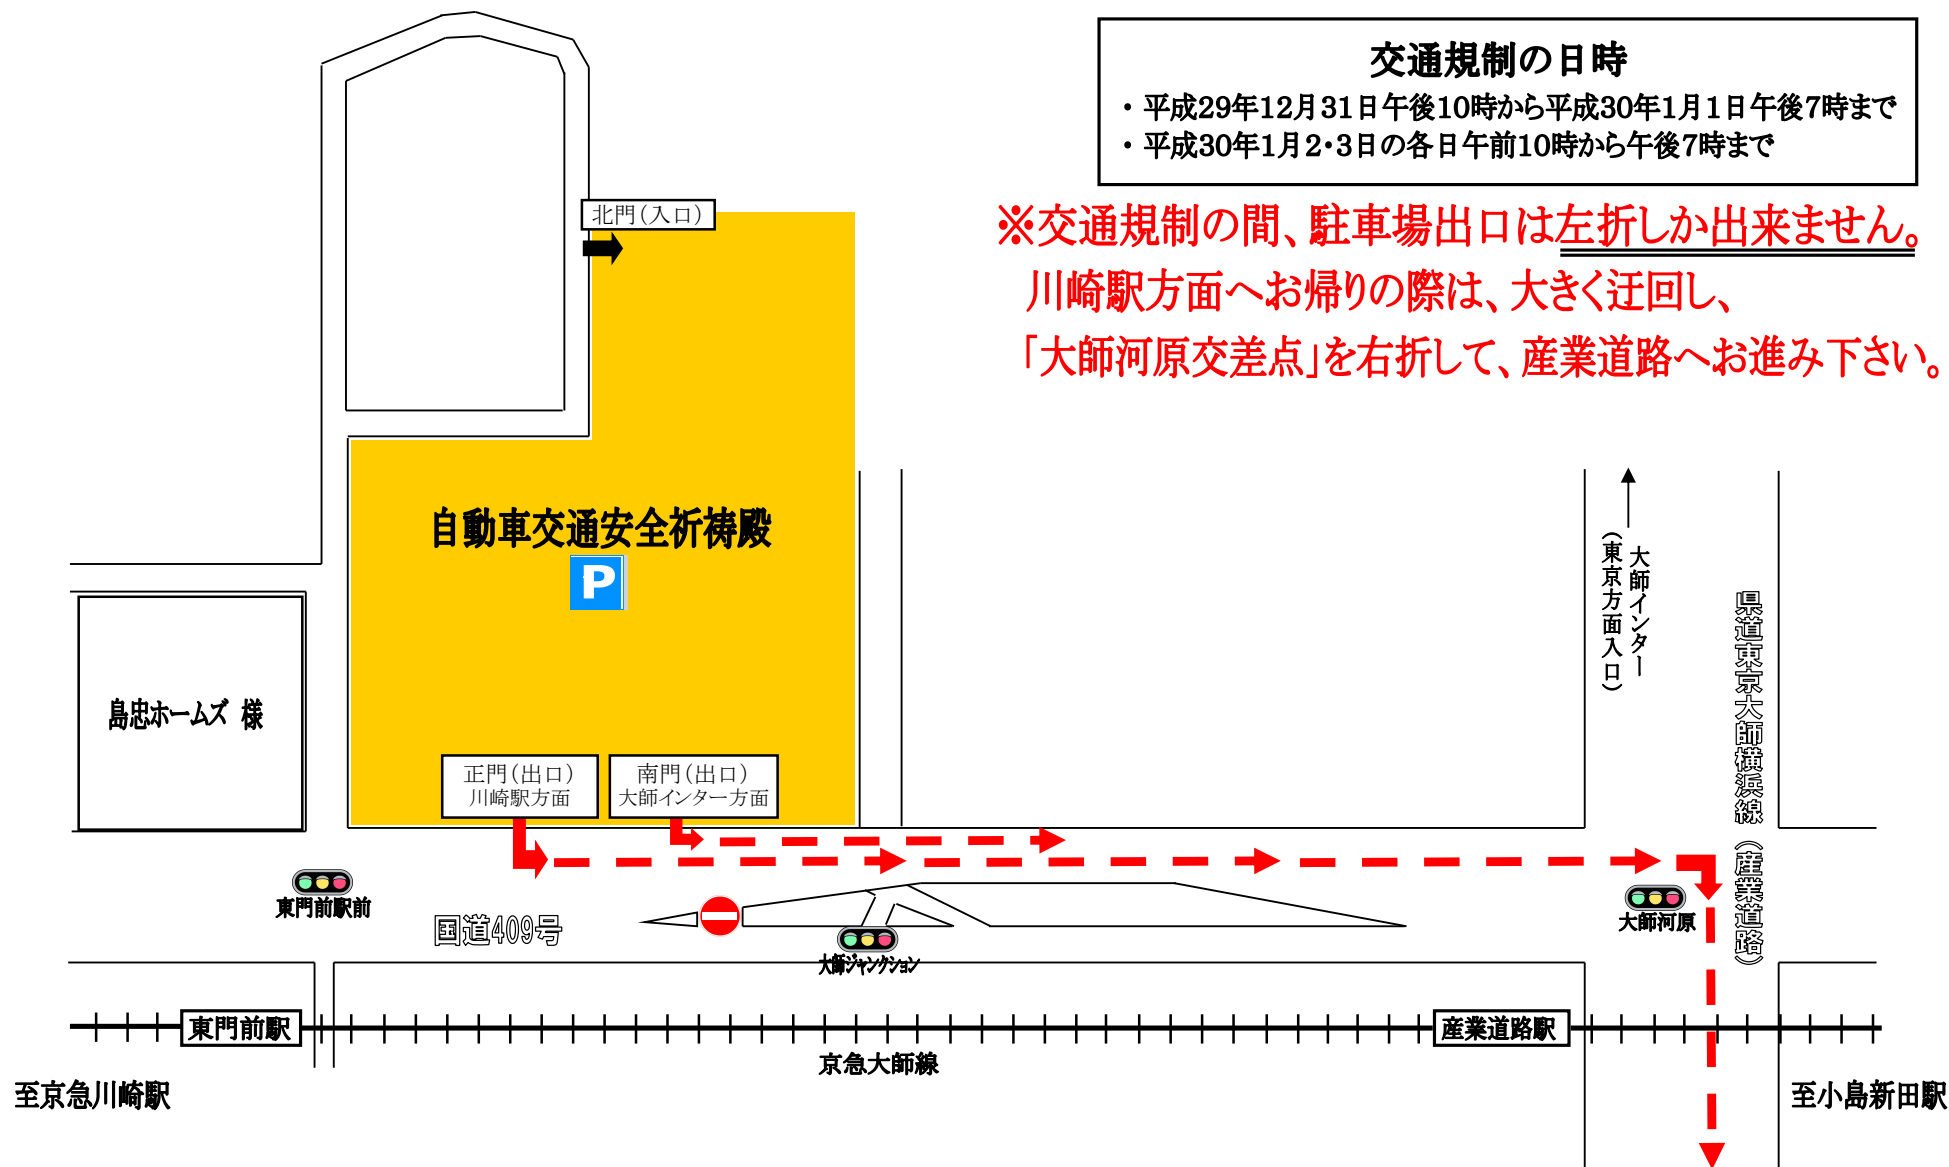 交通規制の日時
・平成29年12月31日午後10時から平成30年1月1日午後7時まで
・平成30年1月2・3日の各日午前10時から午後7時まで
※交通規制の間、駐車場出口は左折しか出来ません。
川崎駅方面へお帰りの際は、大きく迂回し、
「大師河原交差点」を右折して、産業道路へお進み下さい。
北門（入口）
自動車交通安全祈祷殿
P
大師インター
（東京方面入口）
県道東京大師横浜線（産業道路）
島忠ホームズ 様
正門（出口）
川崎駅方面
南門（出口）
大師インター方面
東門前駅前
国道409号
大師ジャンクション
大師河原
東門前駅
産業道路駅
京急大師線
至京急川崎駅
至小島新田駅